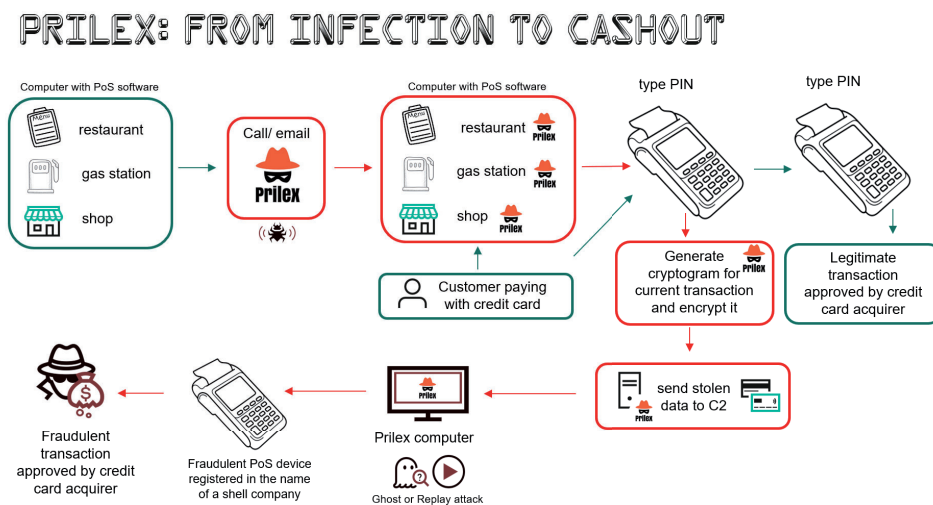 PRILEX: FROM INFECTION TO CASHOUT
Computer with PoS software
restaurant
gas station
shop
Menu
Call/ email
Prilex
Computer with PoS software
Menu
restaurant
Prilex
gas station
Prilex
shop
Prilex
type PIN
type PIN
Customer paying
with credit card
Generate
cryptogram for
current transaction
and encrypt it
Prilex
Legitimate
transaction
approved by credit
card acquirer
send stolen
data to C2
Prilex
Prilex
Prilex computer
Ghost or Replay attack
Fraudulent PoS device
registered in the name
of a shell company
$
Fraudulent
transaction
approved by credit
card acquirer